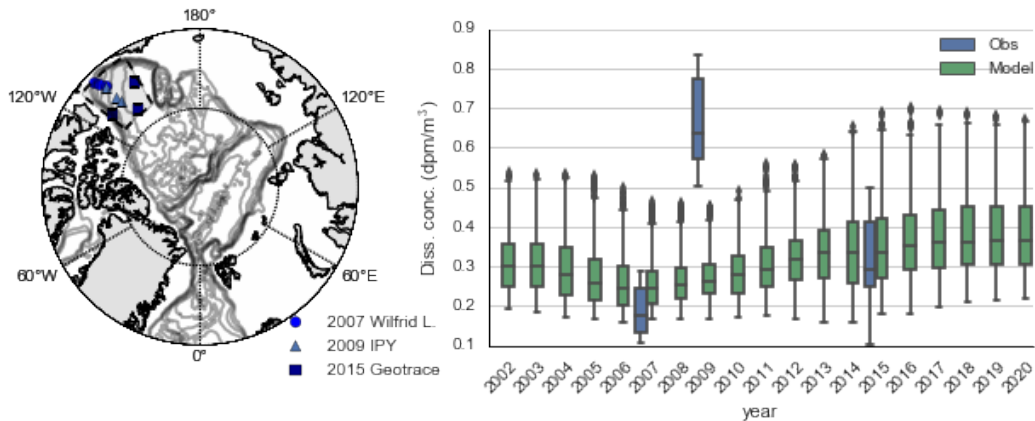 180°
120°W
120°E
60°W
60°E
0°
2007 Wilfrid L.
2009 IPY
2015 Geotrace
Diss. conc. (dpm/m³)
0.9
0.8
0.7
0.6
0.5
0.4
0.3
0.2
0.1
Obs
Model
2002
2003
2004
2005
2006
2007
2008
2009
2010
2011
2012
2013
2014
2015
2016
2017
2018
2019
2020
year